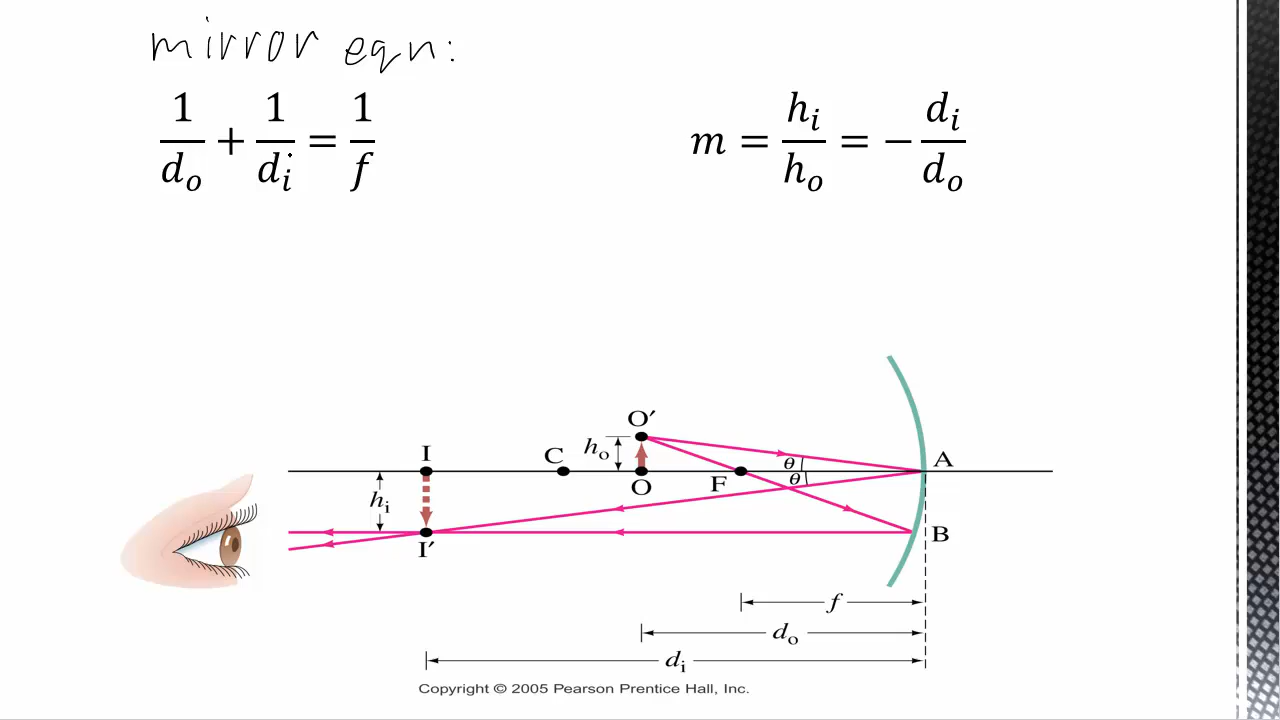 mirror eqn:
1/d_o + 1/d_i = 1/f
m = h_i/h_o = − d_i/d_o
O′
I C h_o A
θ
θ
O F
h_i
B
I′
f
d_o
d_i
Copyright © 2005 Pearson Prentice Hall, Inc.